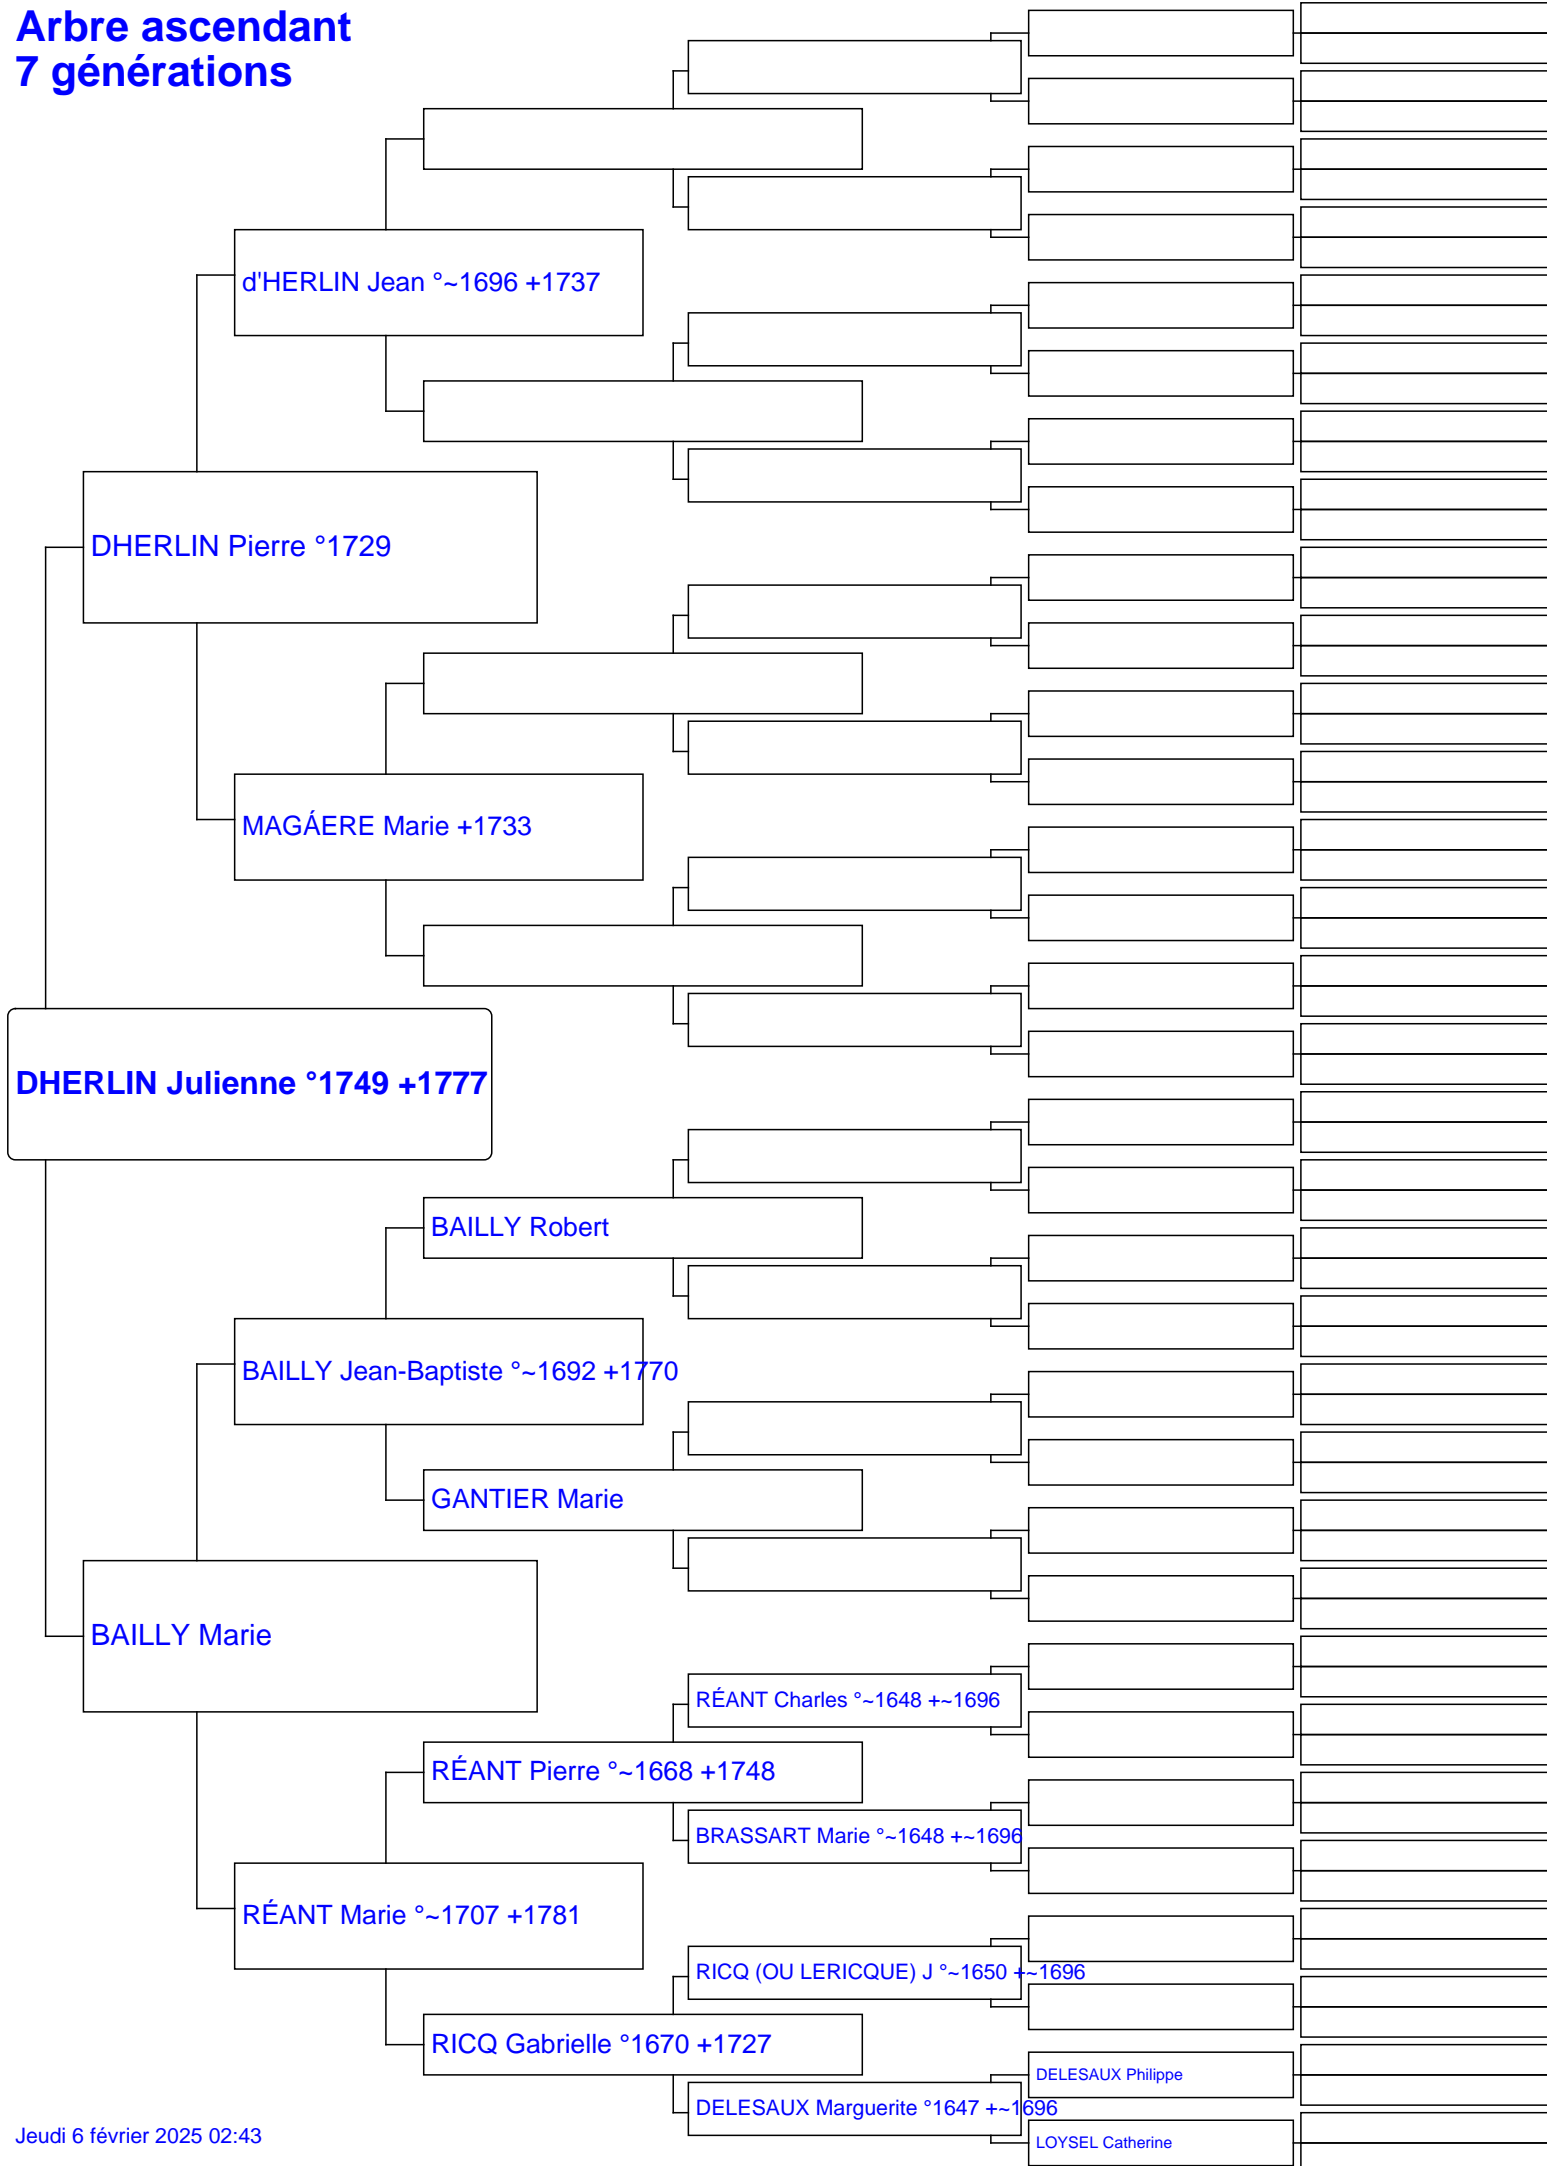 Arbre ascendant
7 générations
d'HERLIN Jean °~1696 +1737
DHERLIN Pierre °1729
MAGÁERE Marie +1733
DHERLIN Julienne °1749 +1777
BAILLY Robert
BAILLY Jean-Baptiste °~1692 +1770
GANTIER Marie
BAILLY Marie
RÉANT Charles °~1648 +~1696
RÉANT Pierre °~1668 +1748
BRASSART Marie °~1648 +~1696
RÉANT Marie °~1707 +1781
RICQ (OU LERICQUE) J °~1650 +~1696
RICQ Gabrielle °1670 +1727
DELESAUX Philippe
DELESAUX Marguerite °1647 +~1696
LOYSEL Catherine
Jeudi 6 février 2025 02:43